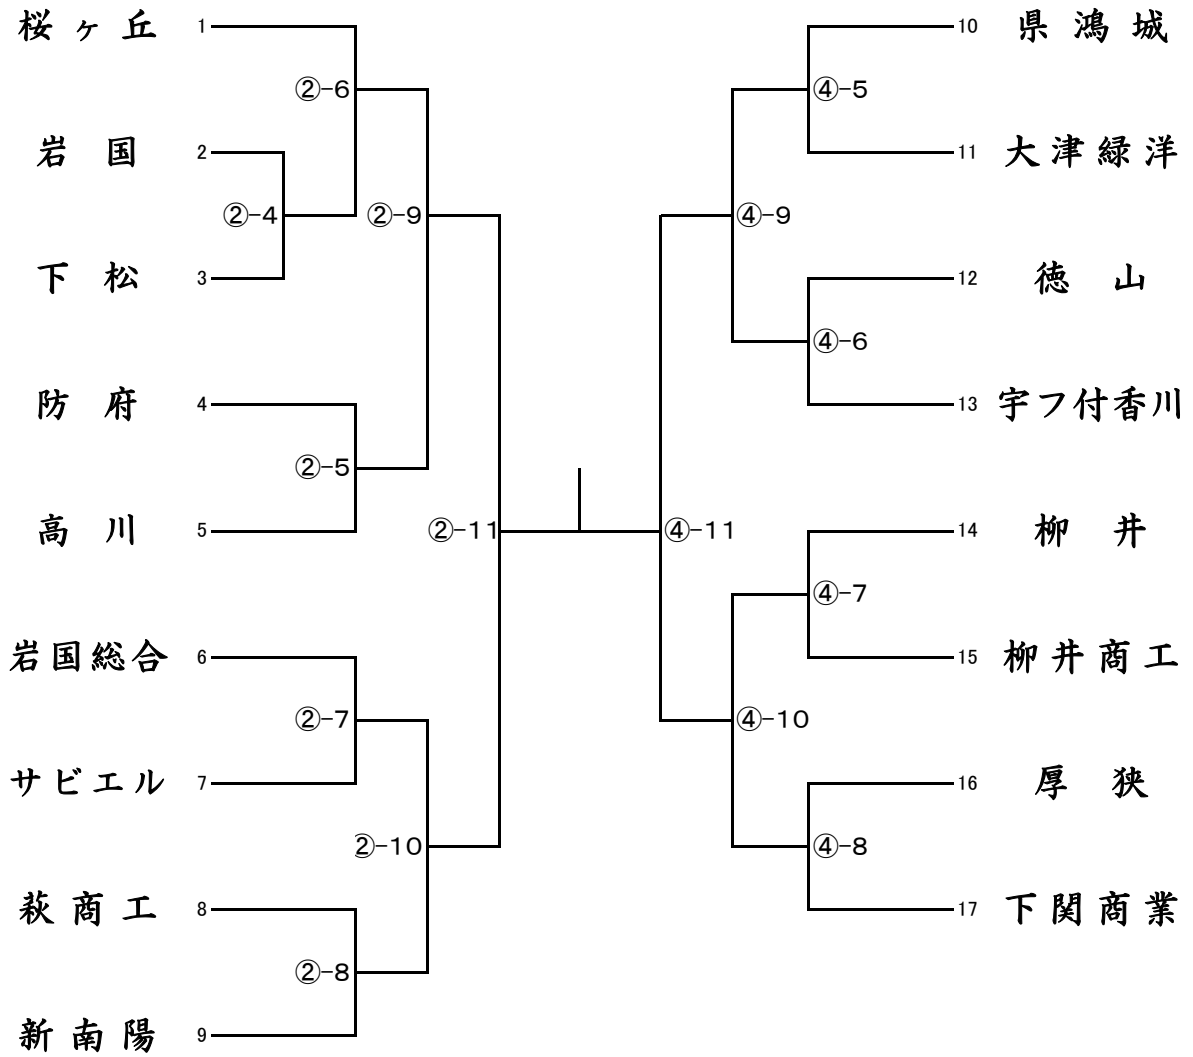 桜ヶ丘 1
②-6
岩国 2
②-4
②-9
下松 3
防府 4
②-5
高川 5
②-11
岩国総合 6
②-7
サビエル 7
②-10
萩商工 8
②-8
新南陽 9
10 県鴻城
④-5
11 大津緑洋
④-9
12 徳山
④-6
13 宇フ付香川
④-11
14 柳井
④-7
15 柳井商工
④-10
16 厚狭
④-8
17 下関商業